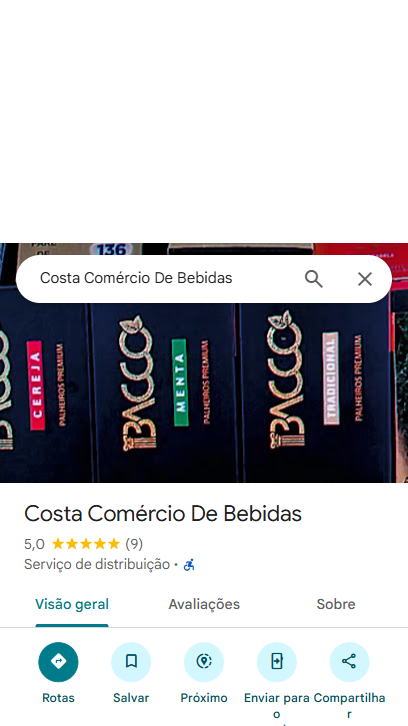 136
Costa Comércio De Bebidas
CEREJA
PALHEIROS PREMIUM
BACCO
MENTA
PALHEIROS PREMIUM
BACCO
TRADICIONAL
PALHEIROS PREMIUM
Costa Comércio De Bebidas
5,0 ★★★★★ (9)
Serviço de distribuição ·
Visão geral
Avaliações
Sobre
Rotas
Salvar
Próximo
Enviar para o
Compartilhar